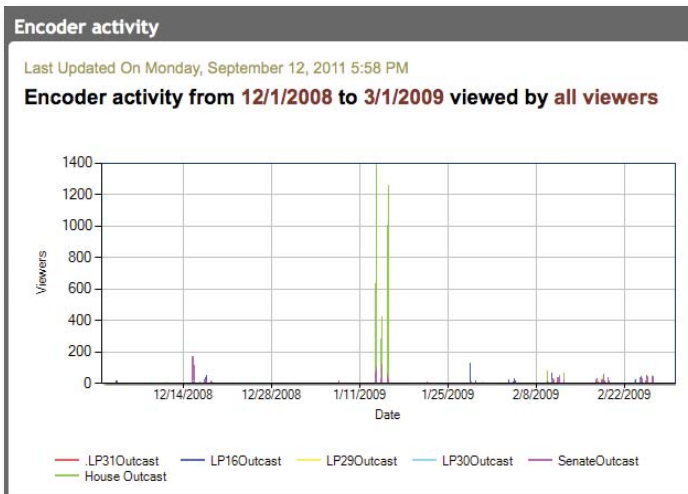 Encoder activity
Last Updated On Monday, September 12, 2011 5:58 PM
Encoder activity from 12/1/2008 to 3/1/2009 viewed by all viewers
1400
1200
1000
800
600
400
200
0
Viewers
12/14/2008 12/28/2008 1/11/2009 1/25/2009 2/8/2009 2/22/2009
Date
.LP31Outcast LP16Outcast LP29Outcast LP30Outcast SenateOutcast
House Outcast